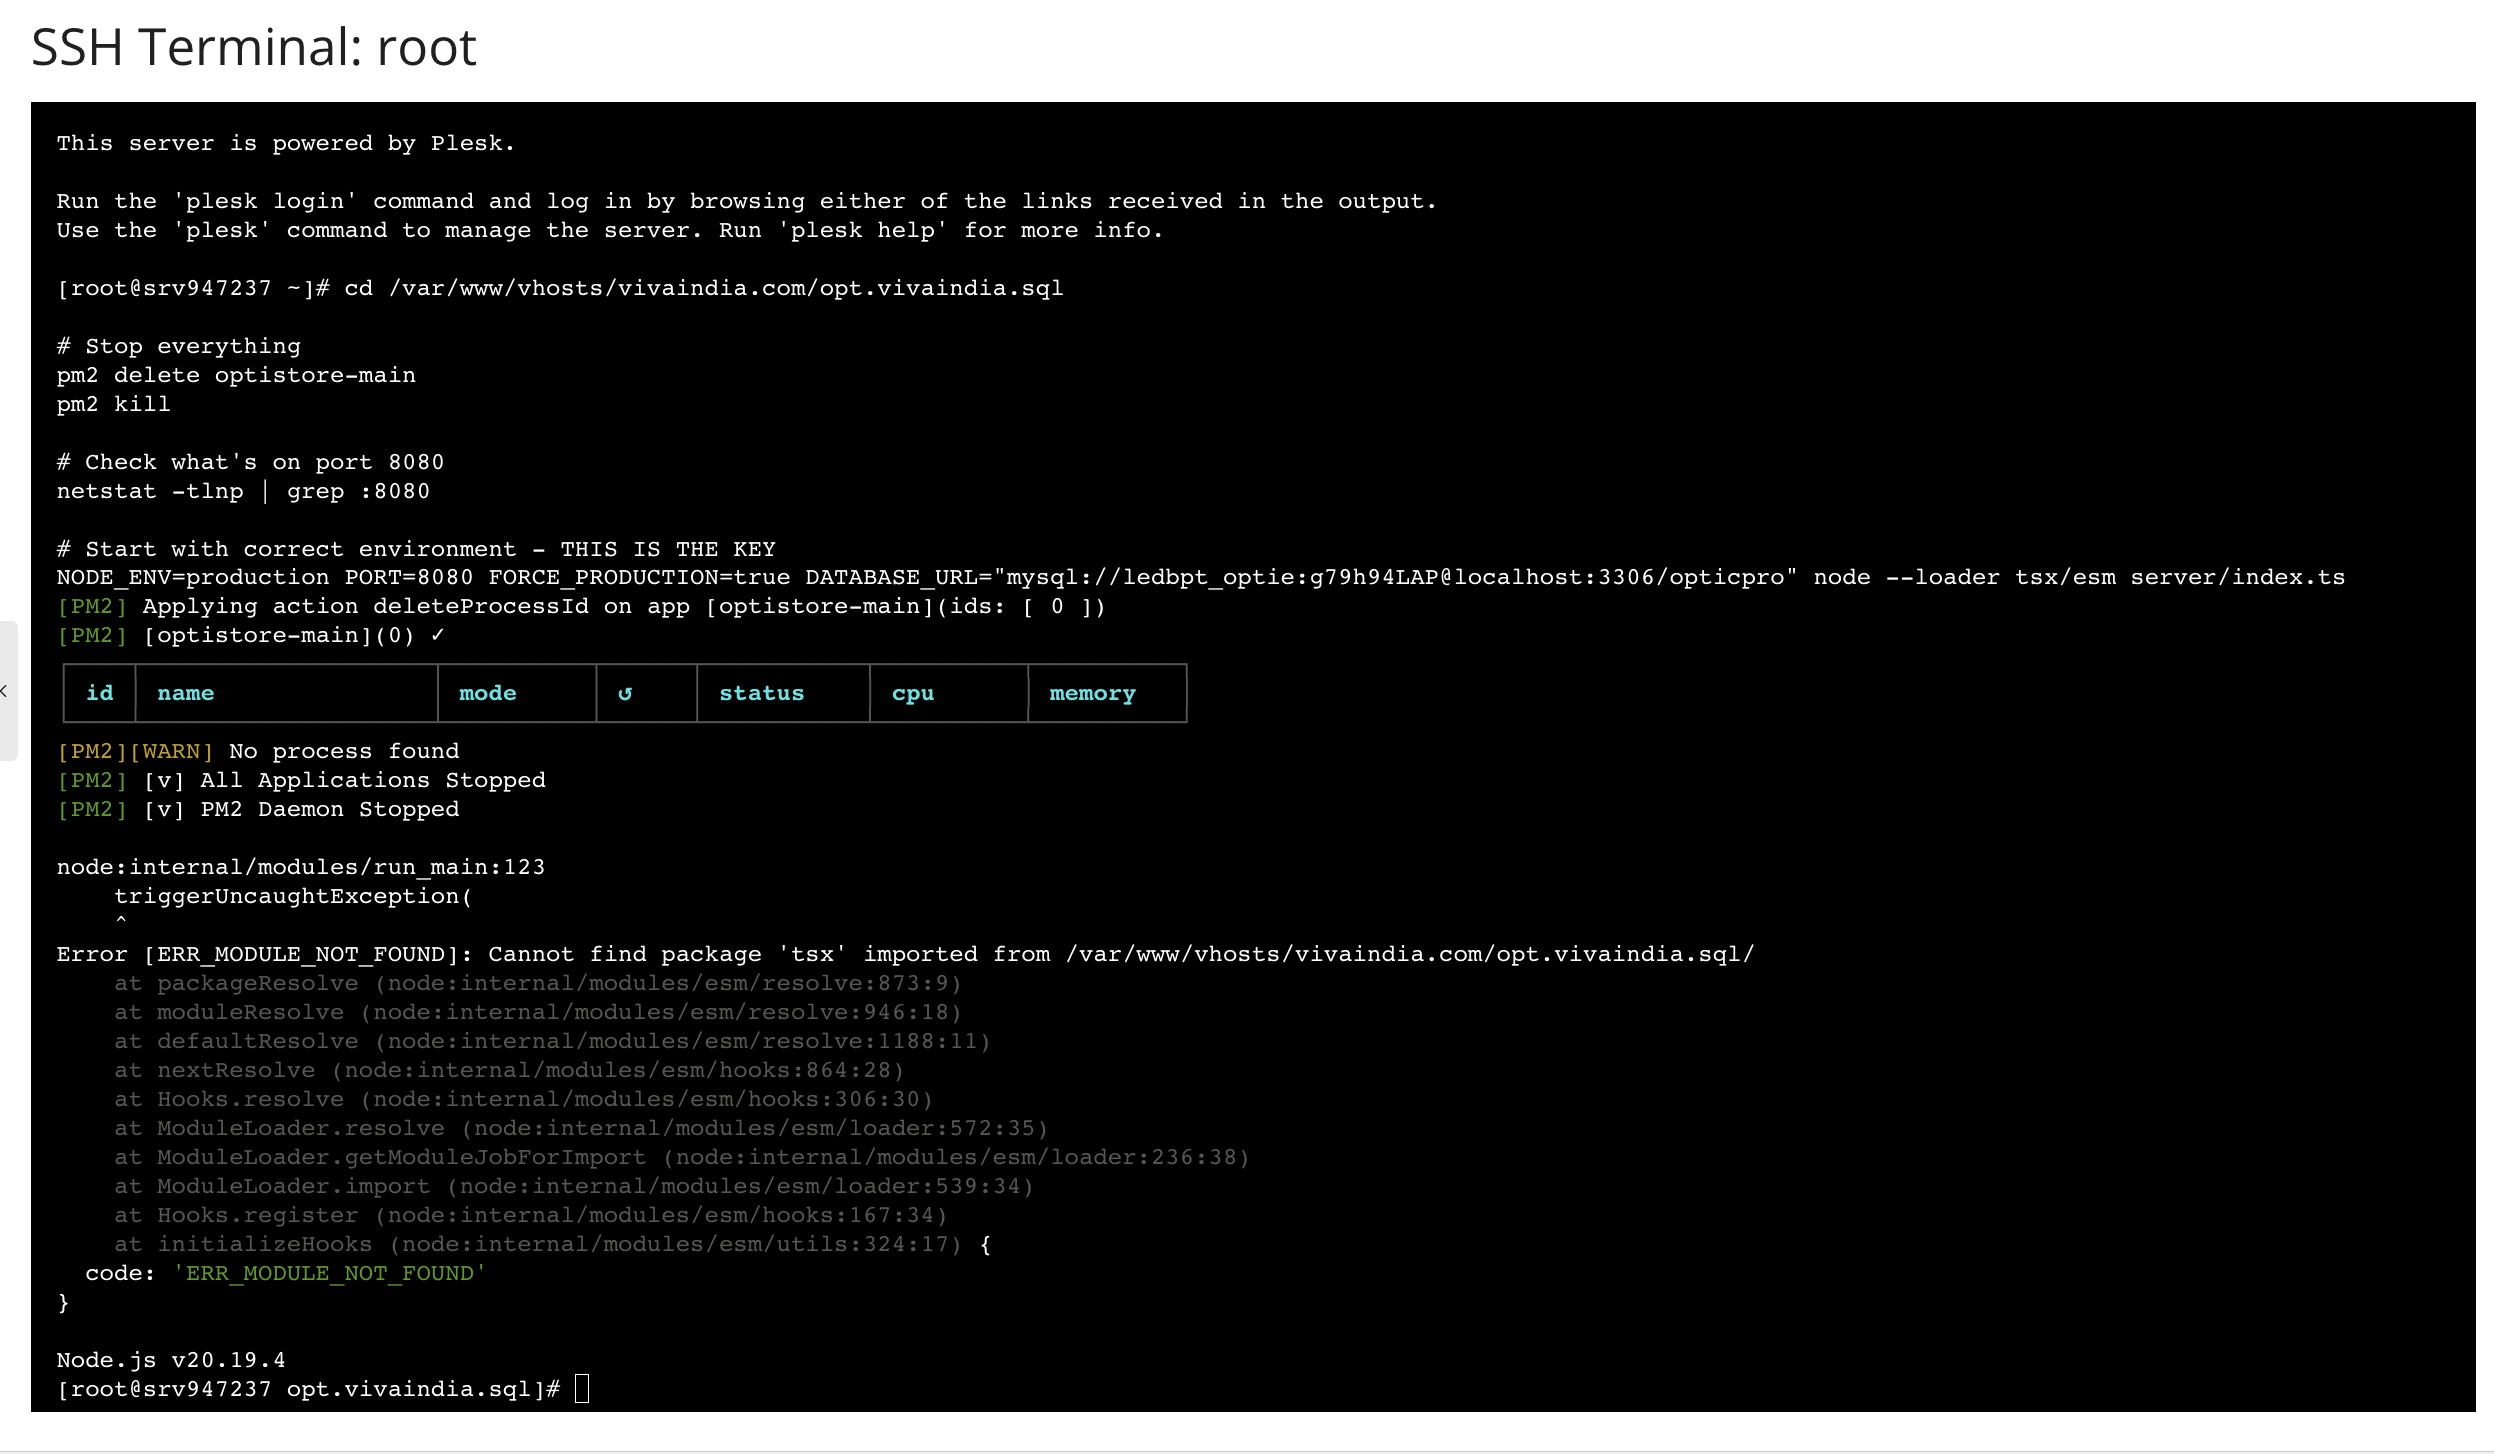 SSH Terminal: root
This server is powered by Plesk.
Run the 'plesk login' command and log in by browsing either of the links received in the output.
Use the 'plesk' command to manage the server. Run 'plesk help' for more info.
[root@srv947237 ~]# cd /var/www/vhosts/vivaindia.com/opt.vivaindia.sql
# Stop everything
pm2 delete optistore-main
pm2 kill
# Check what's on port 8080
netstat -tlnp | grep :8080
# Start with correct environment - THIS IS THE KEY
NODE_ENV=production PORT=8080 FORCE_PRODUCTION=true DATABASE_URL="mysql://ledbpt_optie:g79h94LAP@localhost:3306/opticpro" node --loader tsx/esm server/index.ts
[PM2] Applying action deleteProcessId on app [optistore-main](ids: [ 0 ])
[PM2] [optistore-main](0) ✓
id name mode ↺ status cpu memory
[PM2][WARN] No process found
[PM2] [v] All Applications Stopped
[PM2] [v] PM2 Daemon Stopped
node:internal/modules/run_main:123
triggerUncaughtException(
^
Error [ERR_MODULE_NOT_FOUND]: Cannot find package 'tsx' imported from /var/www/vhosts/vivaindia.com/opt.vivaindia.sql/
at packageResolve (node:internal/modules/esm/resolve:873:9)
at moduleResolve (node:internal/modules/esm/resolve:946:18)
at defaultResolve (node:internal/modules/esm/resolve:1188:11)
at nextResolve (node:internal/modules/esm/hooks:864:28)
at Hooks.resolve (node:internal/modules/esm/hooks:306:30)
at ModuleLoader.resolve (node:internal/modules/esm/loader:572:35)
at ModuleLoader.getModuleJobForImport (node:internal/modules/esm/loader:236:38)
at ModuleLoader.import (node:internal/modules/esm/loader:539:34)
at Hooks.register (node:internal/modules/esm/hooks:167:34)
at initializeHooks (node:internal/modules/esm/utils:324:17) {
code: 'ERR_MODULE_NOT_FOUND'
}
Node.js v20.19.4
[root@srv947237 opt.vivaindia.sql]#